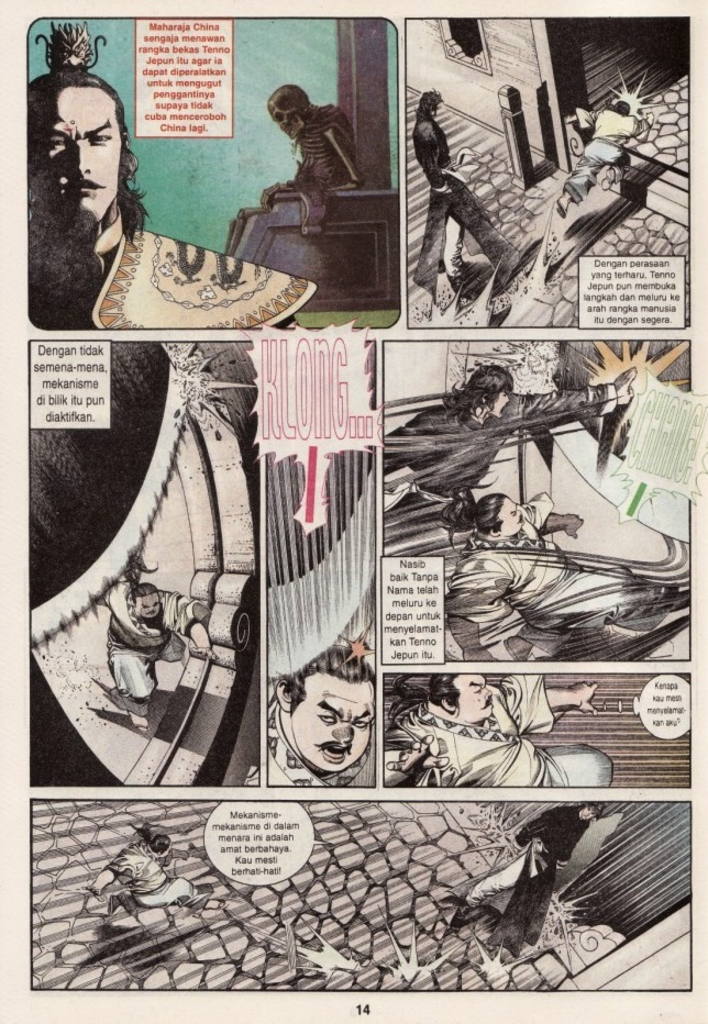 Maharaja China
sengaja menawan
rangka bekas Tenno
Jepun itu agar ia
dapat diperalatkan
untuk mengugut
penggantinya
supaya tidak
cuba menceroboh
China lagi.
Dengan perasaan
yang terharu, Tenno
Jepun pun membuka
langkah dan meluru ke
arah rangka manusia
itu dengan segera.
Dengan tidak
semena-mena,
mekanisme
di bilik itu pun
diaktifkan.
KLONG...!
Nasib
baik Tanpa
Nama telah
meluru ke
depan untuk
menyelamat-
kan Tenno
Jepun itu.
Kenapa
kau mesti
menyelamat-
kan aku?
Mekanisme-
mekanisme di dalam
menara ini adalah
amat berbahaya.
Kau mesti
berhati-hati!
14